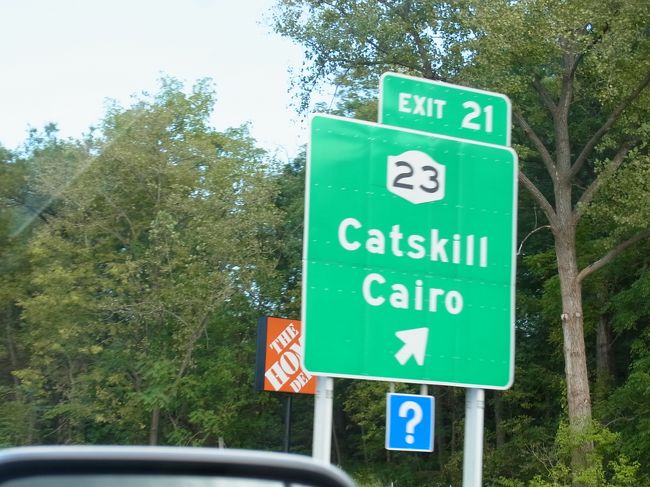 EXIT 21
23
Catskill
Cairo
THE
HOM
DE
?